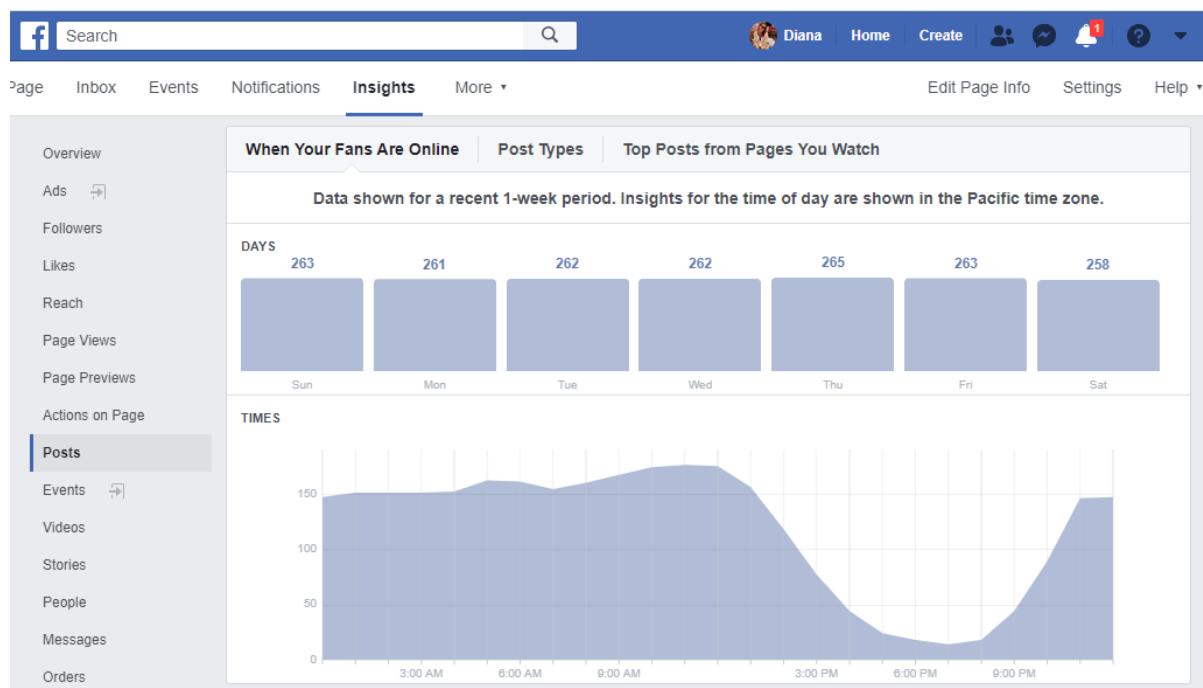 f Search Diana Home Create 1 ?
Page Inbox Events Notifications Insights More Edit Page Info Settings Help
When Your Fans Are Online Post Types Top Posts from Pages You Watch
Data shown for a recent 1-week period. Insights for the time of day are shown in the Pacific time zone.
Overview
Ads
Followers
Likes
Reach
Page Views
Page Previews
Actions on Page
Posts
Events
Videos
Stories
People
Messages
Orders
DAYS
263 261 262 262 265 263 258
Sun Mon Tue Wed Thu Fri Sat
TIMES
150
100
50
0
3:00 AM 6:00 AM 9:00 AM 3:00 PM 6:00 PM 9:00 PM